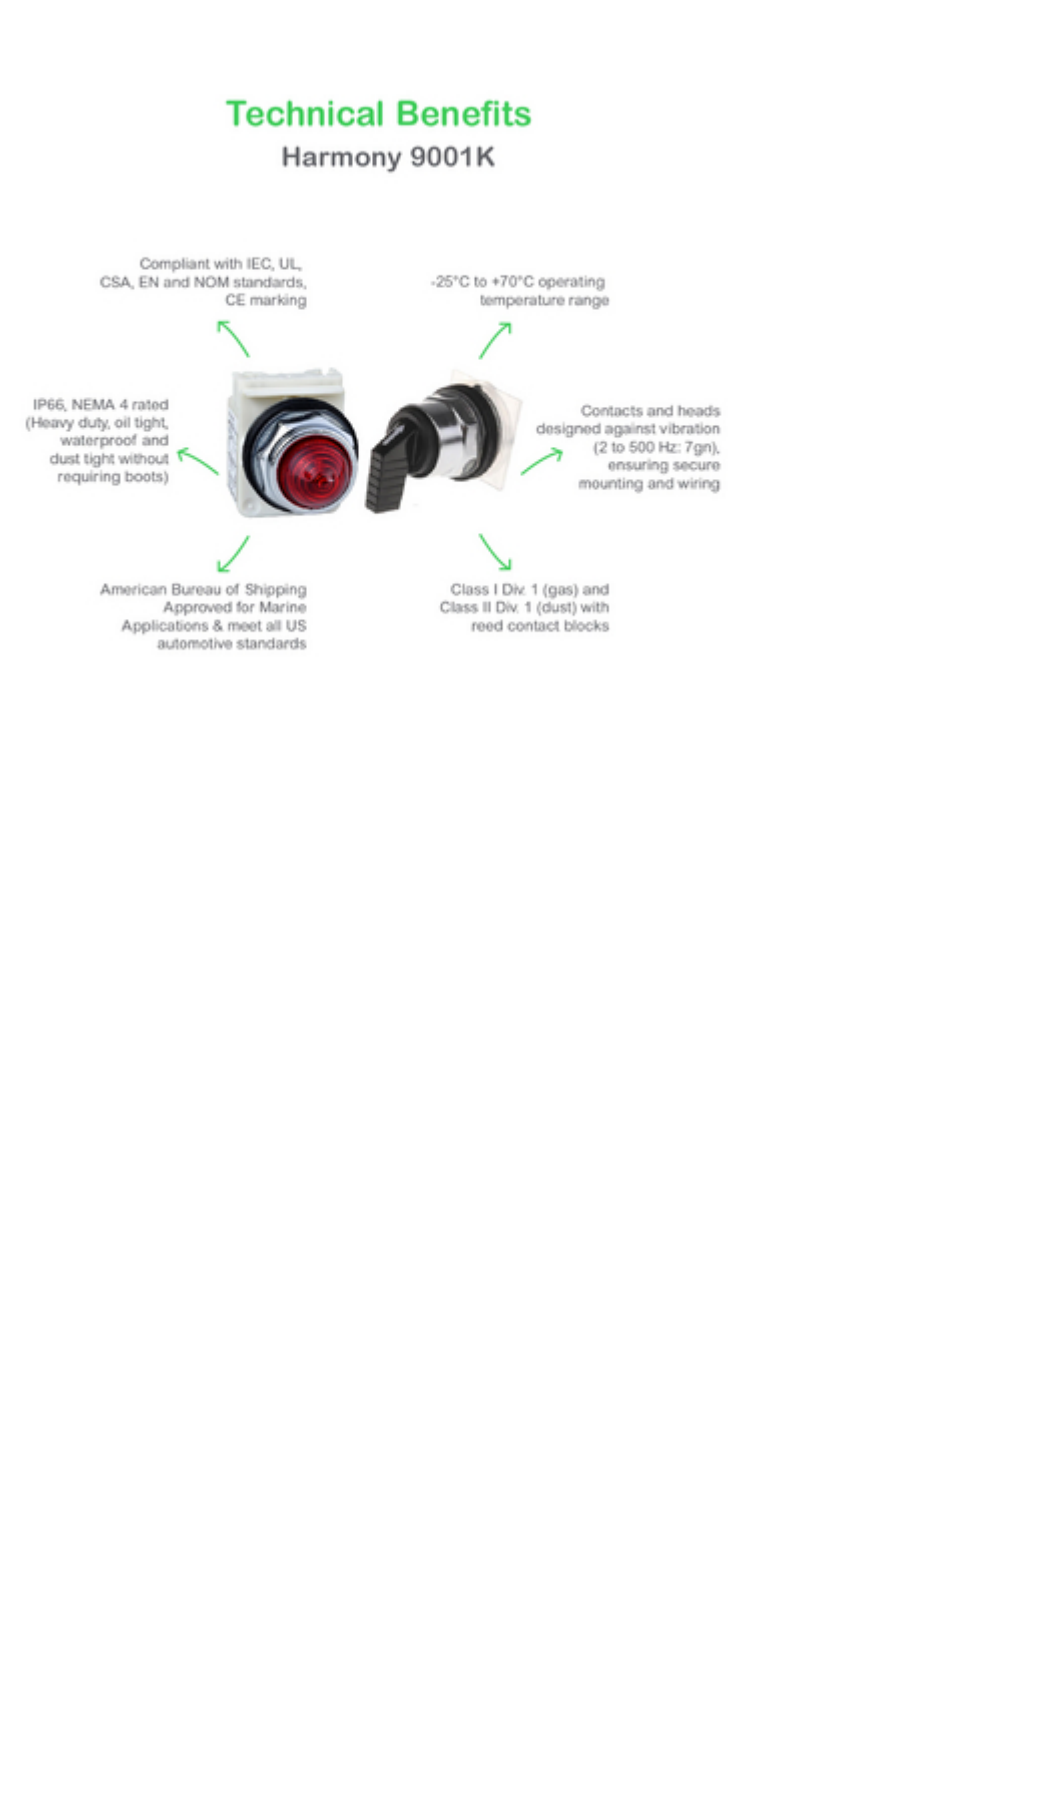 Technical Benefits
Harmony 9001K
Compliant with IEC, UL,
CSA, EN and NOM standards,
CE marking
-25°C to +70°C operating
temperature range
IP66, NEMA 4 rated
(Heavy duty, oil tight,
waterproof and
dust tight without
requiring boots)
Contacts and heads
designed against vibration
(2 to 500 Hz: 7gn),
ensuring secure
mounting and wiring
American Bureau of Shipping
Approved for Marine
Applications & meet all US
automotive standards
Class I Div. 1 (gas) and
Class II Div. 1 (dust) with
reed contact blocks